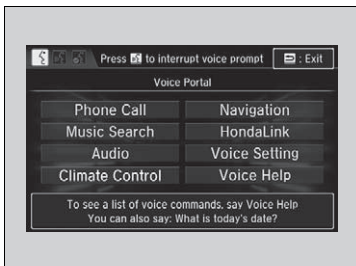 Press to interrupt voice prompt : Exit
Voice Portal
Phone Call Navigation
Music Search HondaLink
Audio Voice Setting
Climate Control Voice Help
To see a list of voice commands, say Voice Help
You can also say: What is today's date?